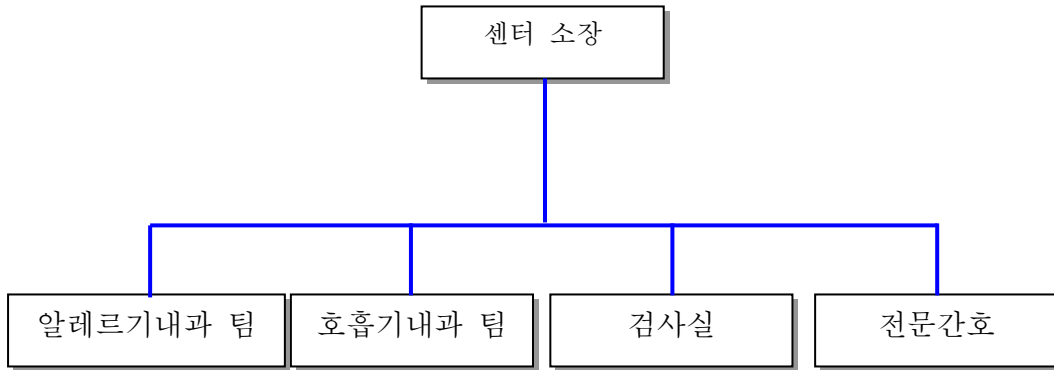 센터 소장
알레르기내과 팀
호흡기내과 팀
검사실
전문간호